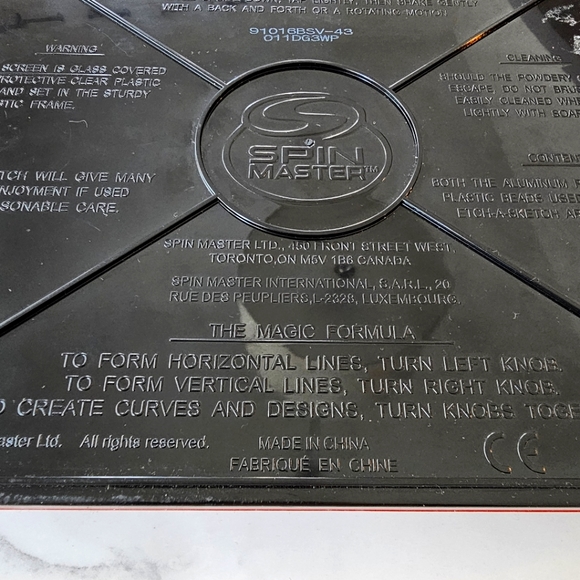 WITH A BACK AND FORTH OR A ROTATING MOTION
91016BSV-43
011DG3WP
WARNING
SCREEN IS GLASS COVERED
PROTECTIVE CLEAR PLASTIC
AND SET IN THE STURDY
STIC FRAME.
CLEANING
SHOULD THE POWDERY
ESCAPE, DO NOT BRUS
EASILY CLEANED WHE
LIGHTLY WITH SOAP
SPIN
MASTER™
TCH WILL GIVE MANY
NJOYMENT IF USED
SONABLE CARE.
CONTENT
BOTH THE ALUMINUM P
PLASTIC BEADS USED
ETCH-A-SKETCH AR
SPIN MASTER LTD., 450 FRONT STREET WEST,
TORONTO, ON M5V 1B6 CANADA
SPIN MASTER INTERNATIONAL, S.A.R.L., 20
RUE DES PEUPLIERS, L-2328, LUXEMBOURG.
THE MAGIC FORMULA
TO FORM HORIZONTAL LINES, TURN LEFT KNOB.
TO FORM VERTICAL LINES, TURN RIGHT KNOB.
O CREATE CURVES AND DESIGNS, TURN KNOBS TOGE
aster Ltd. All rights reserved.
MADE IN CHINA
FABRIQUÉ EN CHINE
CE